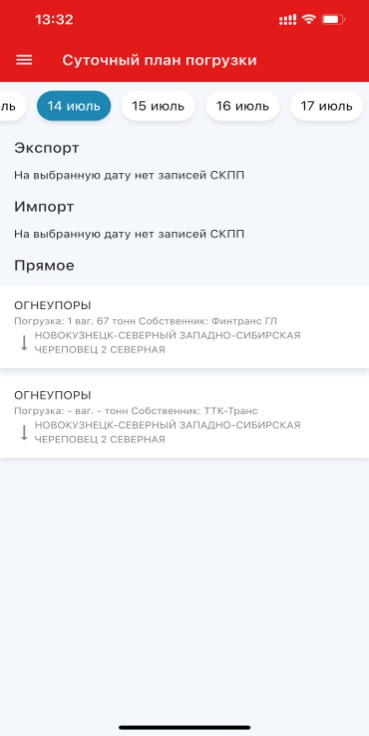 13:32
Суточный план погрузки
ль 14 июль 15 июль 16 июль 17 июль
Экспорт
На выбранную дату нет записей СКПП
Импорт
На выбранную дату нет записей СКПП
Прямое
ОГНЕУПОРЫ
Погрузка: 1 ваг. 67 тонн Собственник: Финтранс ГЛ
НОВОКУЗНЕЦК-СЕВЕРНЫЙ ЗАПАДНО-СИБИРСКАЯ
ЧЕРЕПОВЕЦ 2 СЕВЕРНАЯ
ОГНЕУПОРЫ
Погрузка: - ваг. - тонн Собственник: ТТК-Транс
НОВОКУЗНЕЦК-СЕВЕРНЫЙ ЗАПАДНО-СИБИРСКАЯ
ЧЕРЕПОВЕЦ 2 СЕВЕРНАЯ